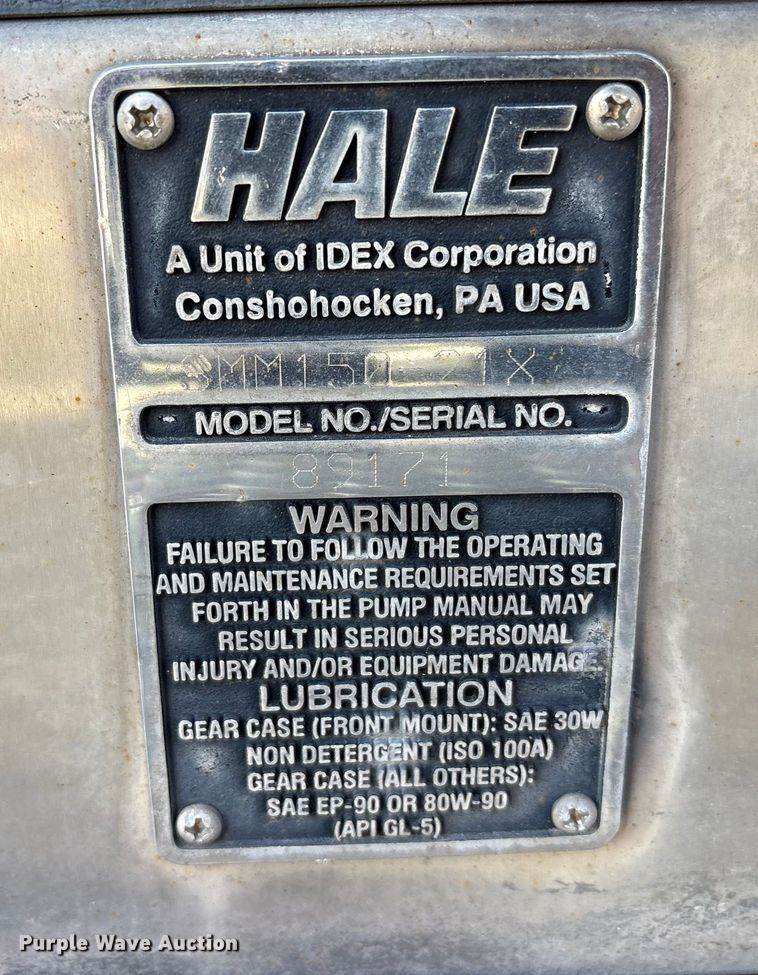 HALE
A Unit of IDEX Corporation
Conshohocken, PA USA
MODEL NO./SERIAL NO.
89171
WARNING
FAILURE TO FOLLOW THE OPERATING
AND MAINTENANCE REQUIREMENTS SET
FORTH IN THE PUMP MANUAL MAY
RESULT IN SERIOUS PERSONAL
INJURY AND/OR EQUIPMENT DAMAGE.
LUBRICATION
GEAR CASE (FRONT MOUNT): SAE 30W
NON DETERGENT (ISO 100A)
GEAR CASE (ALL OTHERS):
SAE EP-90 OR 80W-90
(API GL-5)
Purple Wave Auction